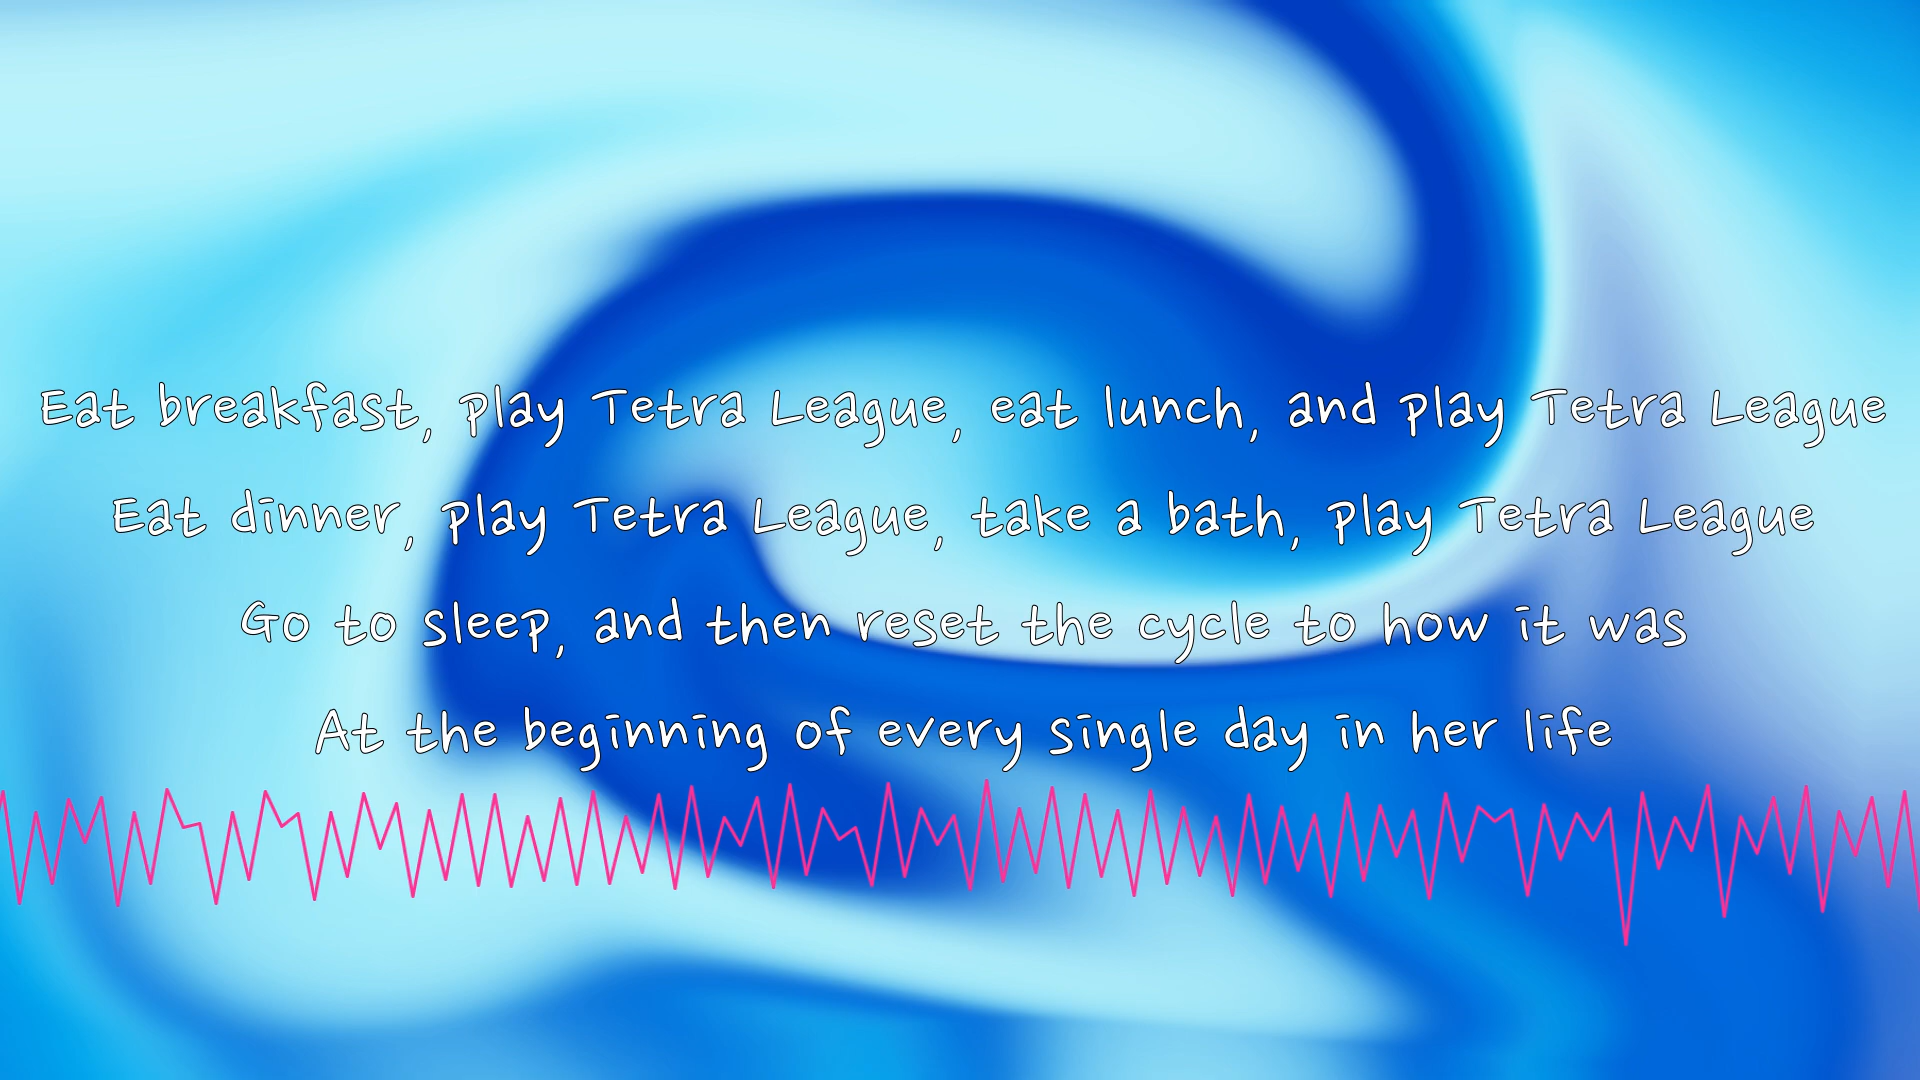 Eat breakfast, play Tetra League, eat lunch, and play Tetra League
Eat dinner, play Tetra League, take a bath, play Tetra League
Go to sleep, and then reset the cycle to how it was
At the beginning of every single day in her life